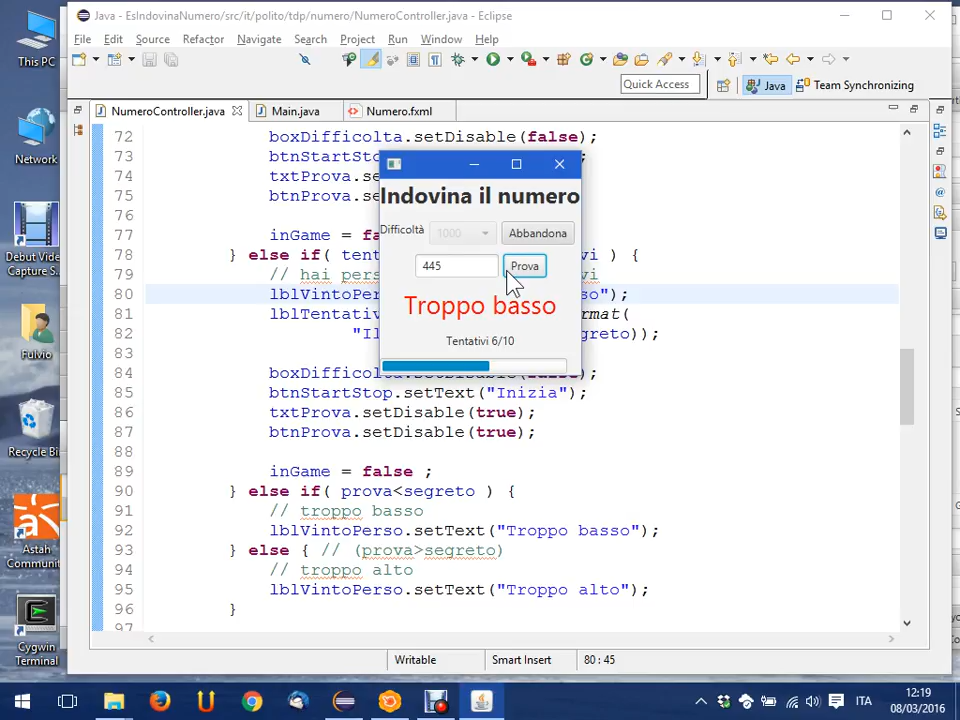 Java - EsIndovinaNumero/src/it/polito/tdp/numero/NumeroController.java - Eclipse
File Edit Source Refactor Navigate Search Project Run Window Help
Quick Access Java Team Synchronizing
NumeroController.java Main.java Numero.fxml
This PC
Network
Debut Video
Capture S...
Fulvio
Recycle Bin
Astah
Communi...
Cygwin
Terminal
72 boxDifficolta.setDisable(false);
73 btnStartSto
74 txtProva.se
75 btnProva.se
76
77 inGame = fa
78 } else if( tent vi ) {
79 // hai pers vi
80 lblVintoPer so");
81 lblTentativ rmat(
82 "Il greto));
83
84 boxDifficolta.setDisable(false);
85 btnStartStop.setText("Inizia");
86 txtProva.setDisable(true);
87 btnProva.setDisable(true);
88
89 inGame = false ;
90 } else if( prova<segreto ) {
91 // troppo basso
92 lblVintoPerso.setText("Troppo basso");
93 } else { // (prova>segreto)
94 // troppo alto
95 lblVintoPerso.setText("Troppo alto");
96 }
97
Indovina il numero
Difficoltà 1000 Abbandona
445 Prova
Troppo basso
Tentativi 6/10
Writable Smart Insert 80 : 45
ITA
12:19
08/03/2016